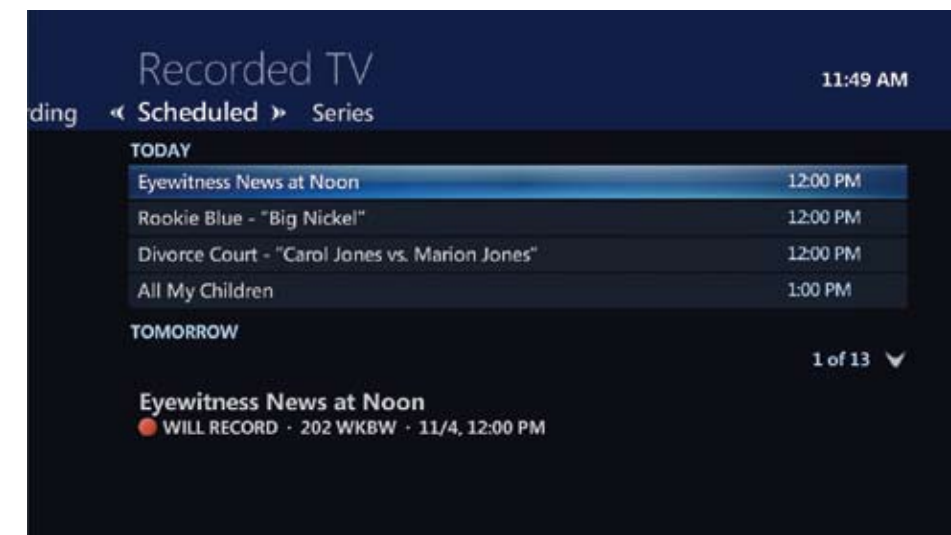 Recorded TV
11:49 AM
rding « Scheduled » Series
TODAY
Eyewitness News at Noon 12:00 PM
Rookie Blue - "Big Nickel" 12:00 PM
Divorce Court - "Carol Jones vs. Marion Jones" 12:00 PM
All My Children 1:00 PM
TOMORROW
1 of 13
Eyewitness News at Noon
WILL RECORD · 202 WKBW · 11/4, 12:00 PM